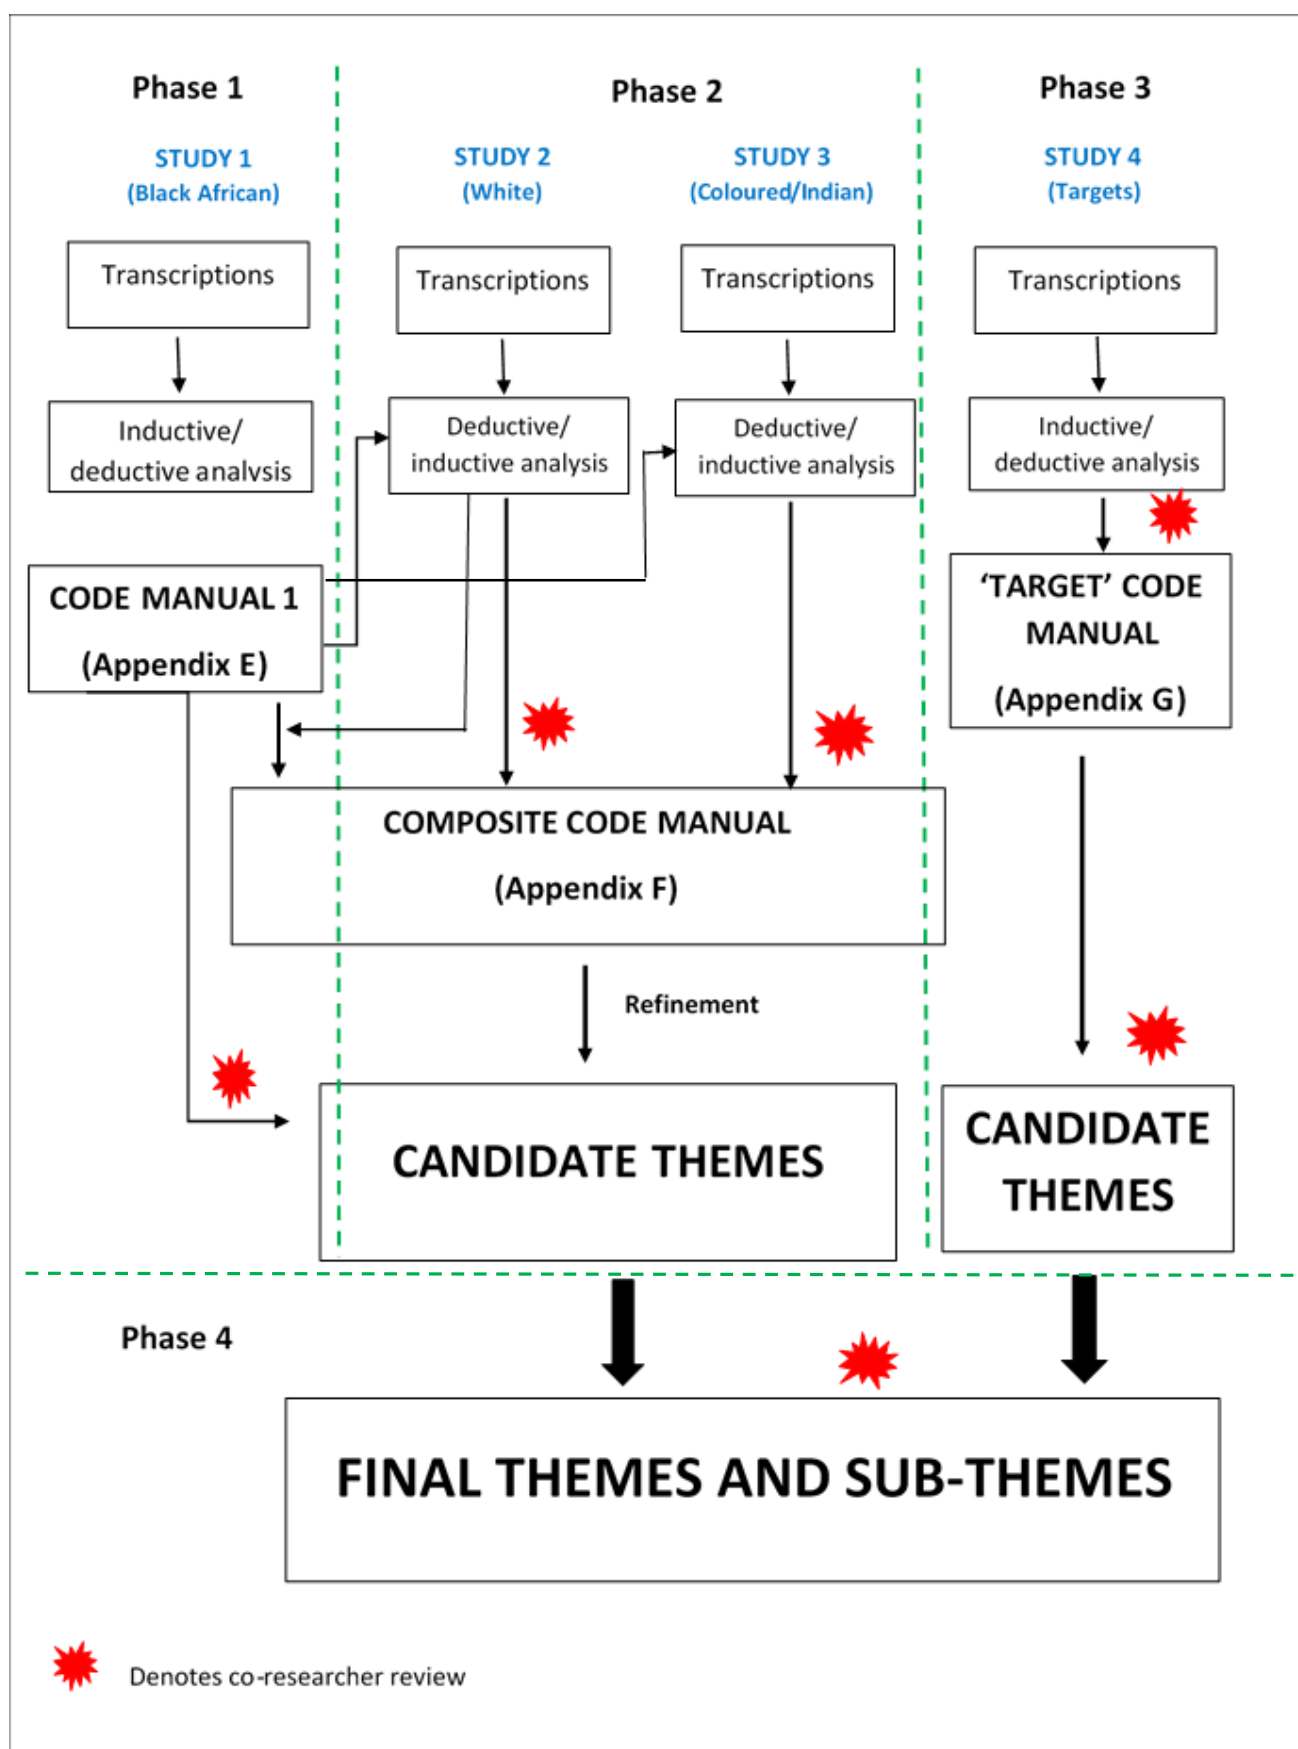 Phase 1
Phase 2
Phase 3
STUDY 1
(Black African)
STUDY 2
(White)
STUDY 3
(Coloured/Indian)
STUDY 4
(Targets)
Transcriptions
Transcriptions
Transcriptions
Transcriptions
Inductive/
deductive analysis
Deductive/
inductive analysis
Deductive/
inductive analysis
Inductive/
deductive analysis
CODE MANUAL 1
(Appendix E)
‘TARGET’ CODE
MANUAL
(Appendix G)
COMPOSITE CODE MANUAL
(Appendix F)
Refinement
CANDIDATE THEMES
CANDIDATE
THEMES
Phase 4
FINAL THEMES AND SUB-THEMES
Denotes co-researcher review